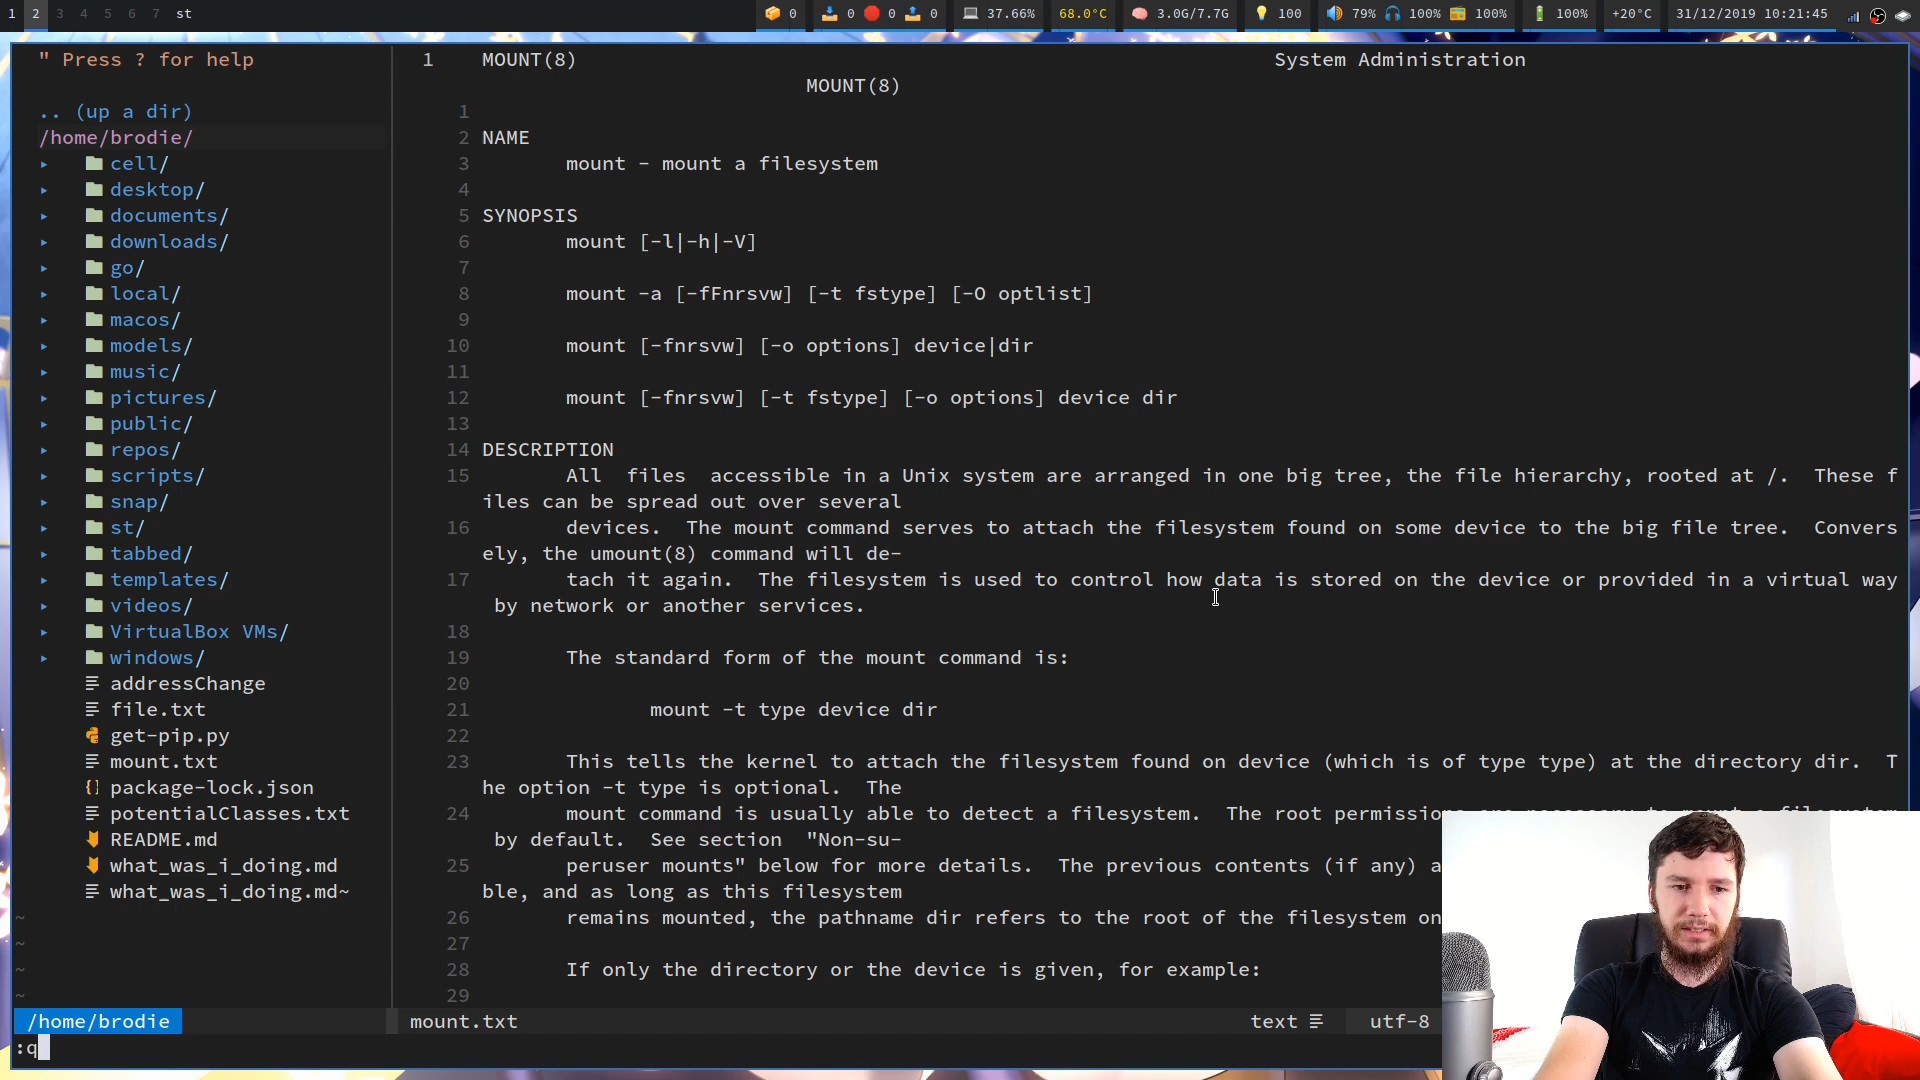 1 2 3 4 5 6 7 st 0 0 0 0 37.66% 68.0°C 3.0G/7.7G 100 79% 100% 100% 100% +20°C 31/12/2019 10:21:45
" Press ? for help
.. (up a dir)
/home/brodie/
▸ cell/
▸ desktop/
▸ documents/
▸ downloads/
▸ go/
▸ local/
▸ macos/
▸ models/
▸ music/
▸ pictures/
▸ public/
▸ repos/
▸ scripts/
▸ snap/
▸ st/
▸ tabbed/
▸ templates/
▸ videos/
▸ VirtualBox VMs/
▸ windows/
addressChange
file.txt
get-pip.py
mount.txt
package-lock.json
potentialClasses.txt
README.md
what_was_i_doing.md
what_was_i_doing.md~
~
~
~
~
/home/brodie
1 MOUNT(8) System Administration
MOUNT(8)
1
2 NAME
3 mount - mount a filesystem
4
5 SYNOPSIS
6 mount [-l|-h|-V]
7
8 mount -a [-fFnrsvw] [-t fstype] [-O optlist]
9
10 mount [-fnrsvw] [-o options] device|dir
11
12 mount [-fnrsvw] [-t fstype] [-o options] device dir
13
14 DESCRIPTION
15 All files accessible in a Unix system are arranged in one big tree, the file hierarchy, rooted at /. These f
iles can be spread out over several
16 devices. The mount command serves to attach the filesystem found on some device to the big file tree. Convers
ely, the umount(8) command will de-
17 tach it again. The filesystem is used to control how data is stored on the device or provided in a virtual way
by network or another services.
18
19 The standard form of the mount command is:
20
21 mount -t type device dir
22
23 This tells the kernel to attach the filesystem found on device (which is of type type) at the directory dir. T
he option -t type is optional. The
24 mount command is usually able to detect a filesystem. The root permissions are necessary to mount a filesystem
by default. See section "Non-su-
25 peruser mounts" below for more details. The previous contents (if any) a
ble, and as long as this filesystem
26 remains mounted, the pathname dir refers to the root of the filesystem on
27
28 If only the directory or the device is given, for example:
29
mount.txt text utf-8
:q